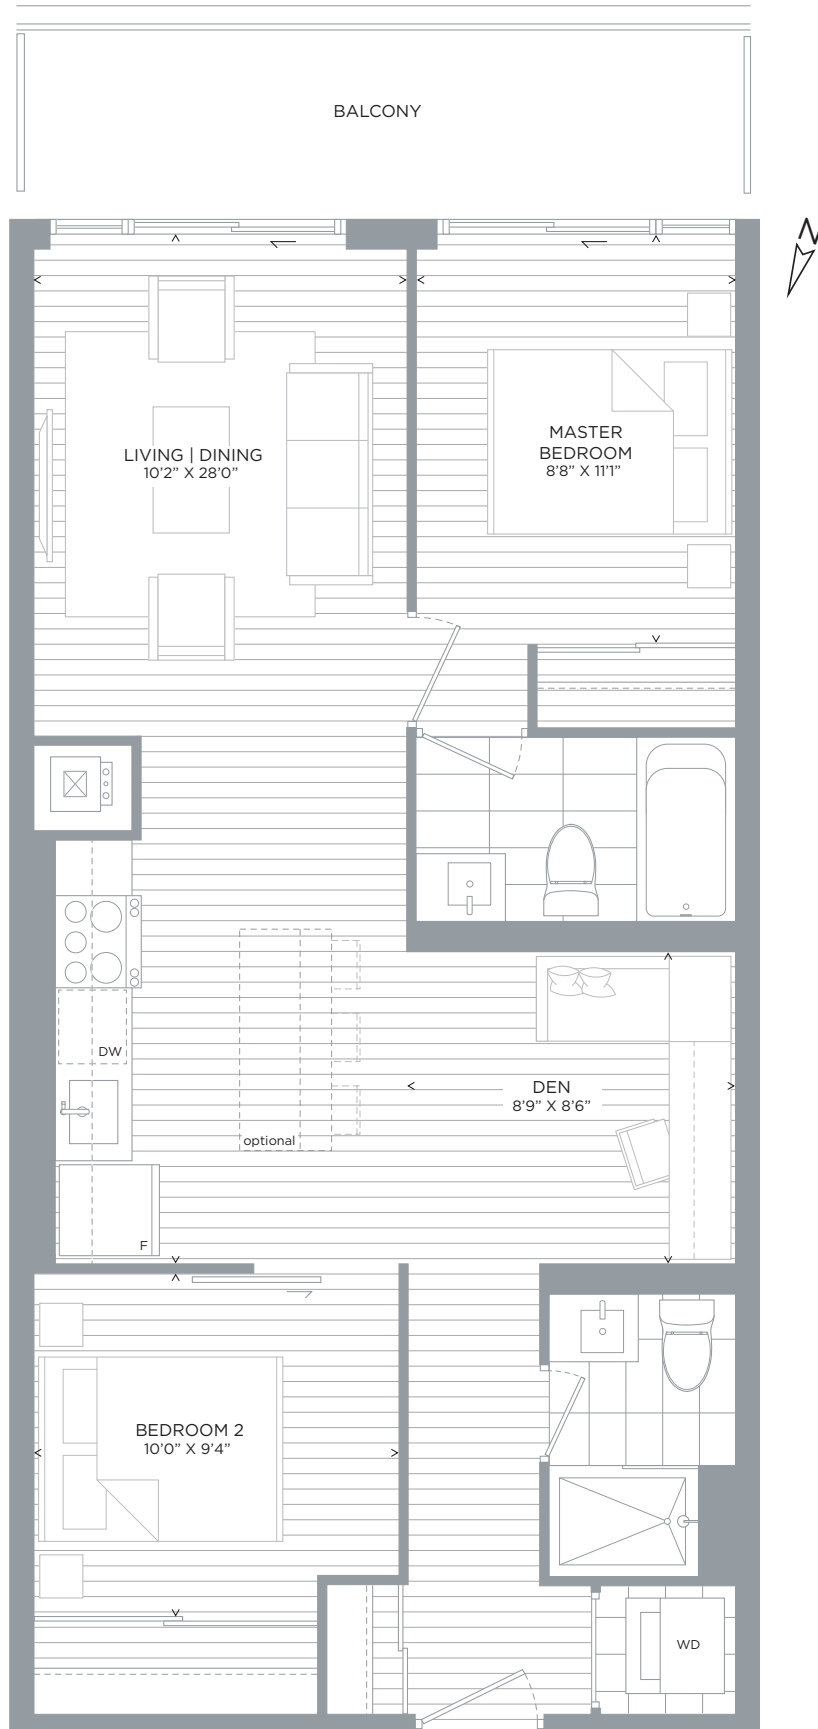 BALCONY
N
LIVING | DINING
10’2” X 28’0”
MASTER
BEDROOM
8’8” X 11’1”
DW
DEN
8’9” X 8’6”
optional
F
BEDROOM 2
10’0” X 9’4”
WD